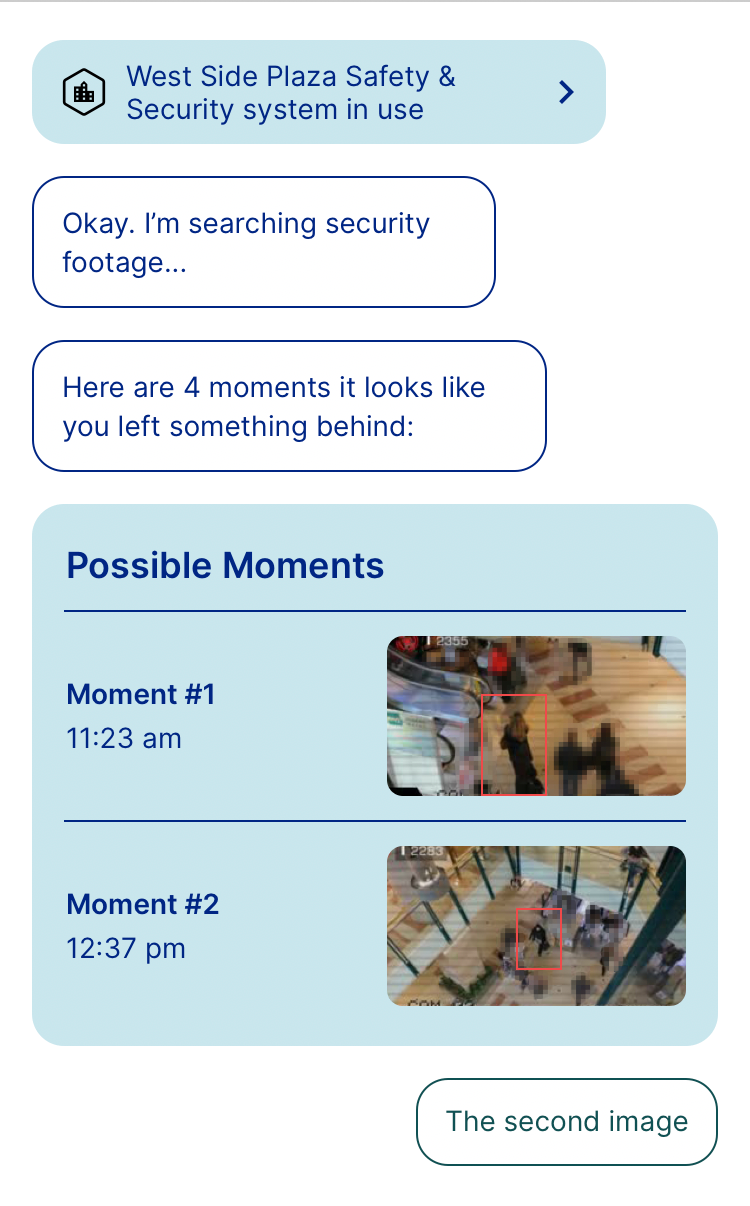 West Side Plaza Safety &
Security system in use
Okay. I’m searching security
footage...
Here are 4 moments it looks like
you left something behind:
Possible Moments
Moment #1
11:23 am
2355
Moment #2
12:37 pm
2283
The second image